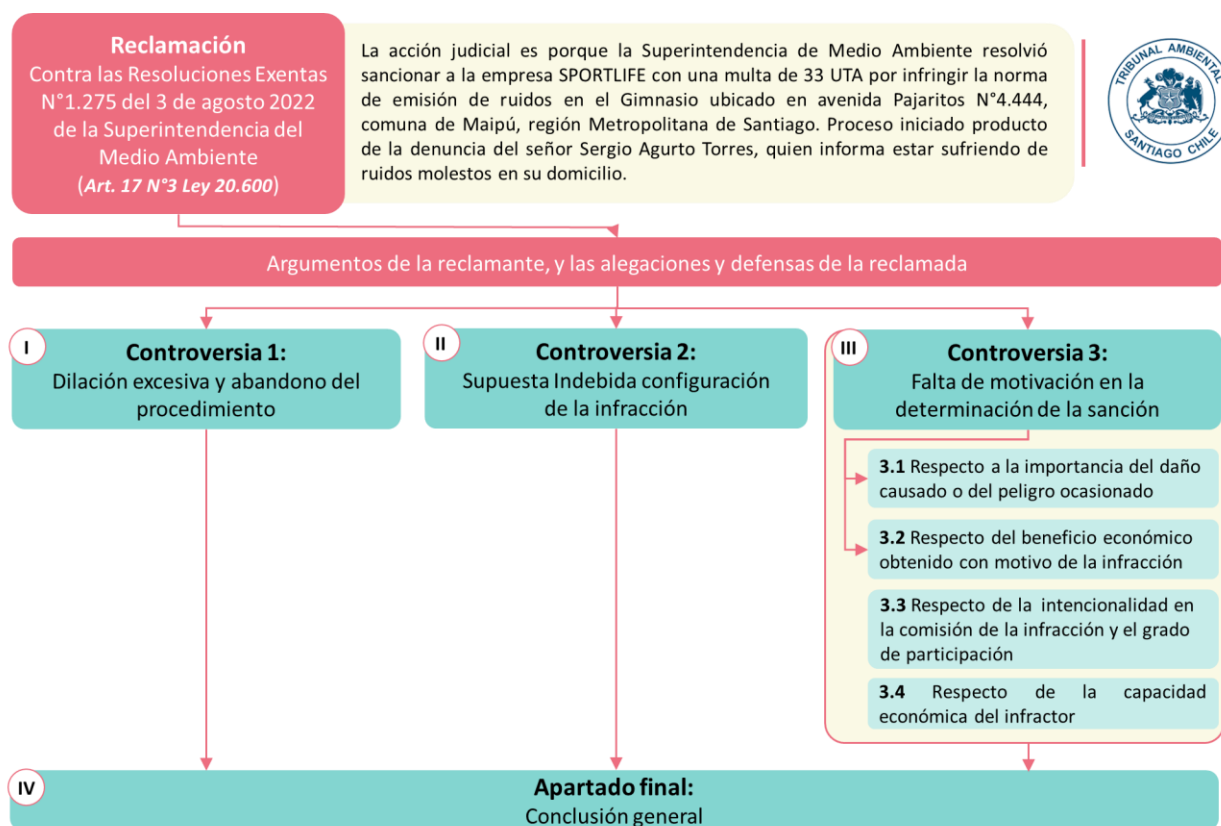 Reclamación
Contra las Resoluciones Exentas
N°1.275 del 3 de agosto 2022
de la Superintendencia del
Medio Ambiente
(Art. 17 N°3 Ley 20.600)
La acción judicial es porque la Superintendencia de Medio Ambiente resolvió
sancionar a la empresa SPORTLIFE con una multa de 33 UTA por infringir la norma
de emisión de ruidos en el Gimnasio ubicado en avenida Pajaritos N°4.444,
comuna de Maipú, región Metropolitana de Santiago. Proceso iniciado producto
de la denuncia del señor Sergio Agurto Torres, quien informa estar sufriendo de
ruidos molestos en su domicilio.
TRIBUNAL AMBIENTAL
SANTIAGO CHILE
Argumentos de la reclamante, y las alegaciones y defensas de la reclamada
I
Controversia 1:
Dilación excesiva y abandono del
procedimiento
II
Controversia 2:
Supuesta Indebida configuración
de la infracción
III
Controversia 3:
Falta de motivación en la
determinación de la sanción
3.1 Respecto a la importancia del daño
causado o del peligro ocasionado
3.2 Respecto del beneficio económico
obtenido con motivo de la infracción
3.3 Respecto de la intencionalidad en
la comisión de la infracción y el grado
de participación
3.4 Respecto de la capacidad
económica del infractor
IV
Apartado final:
Conclusión general